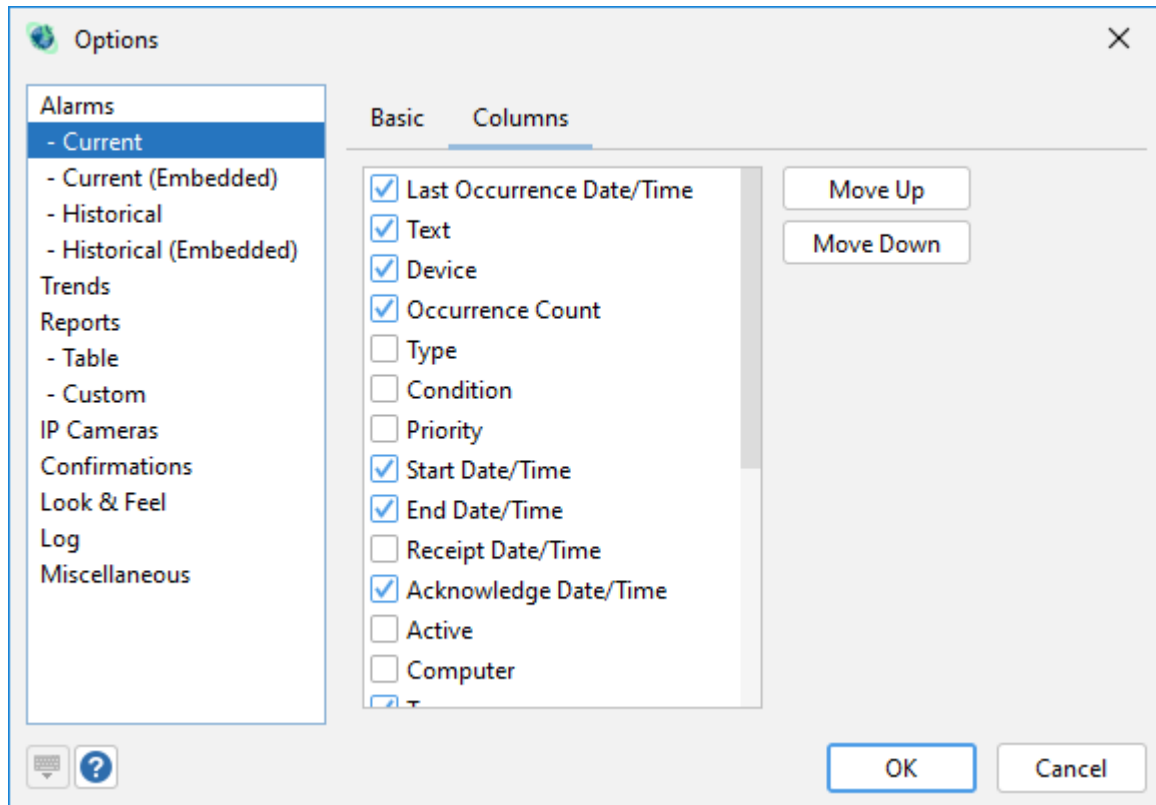 Options
Alarms
- Current
- Current (Embedded)
- Historical
- Historical (Embedded)
Trends
Reports
- Table
- Custom
IP Cameras
Confirmations
Look & Feel
Log
Miscellaneous
Basic Columns
Last Occurrence Date/Time
Text
Device
Occurrence Count
Type
Condition
Priority
Start Date/Time
End Date/Time
Receipt Date/Time
Acknowledge Date/Time
Active
Computer
Move Up
Move Down
OK Cancel